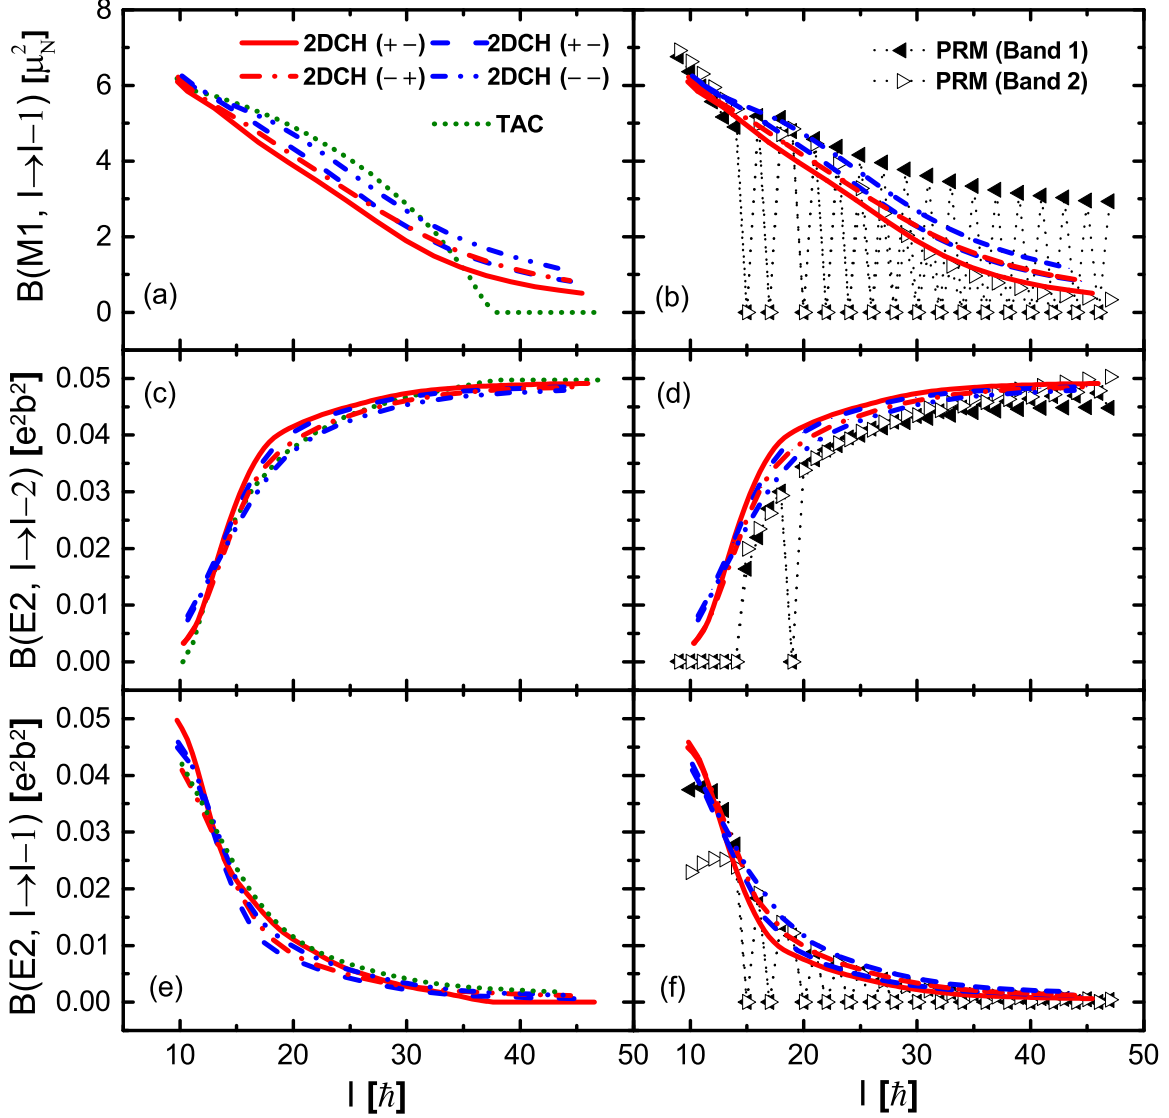 8
6
4
2
0
B(M1, I→I−1) [μ²_N]
2DCH (+ −)
2DCH (+ −)
2DCH (− +)
2DCH (− −)
TAC
(a)
PRM (Band 1)
PRM (Band 2)
(b)
0.05
0.04
0.03
0.02
0.01
0.00
B(E2, I→I−2) [e²b²]
(c)
(d)
0.05
0.04
0.03
0.02
0.01
0.00
B(E2, I→I−1) [e²b²]
(e)
(f)
10 20 30 40 50
10 20 30 40 50
I [ℏ]
I [ℏ]